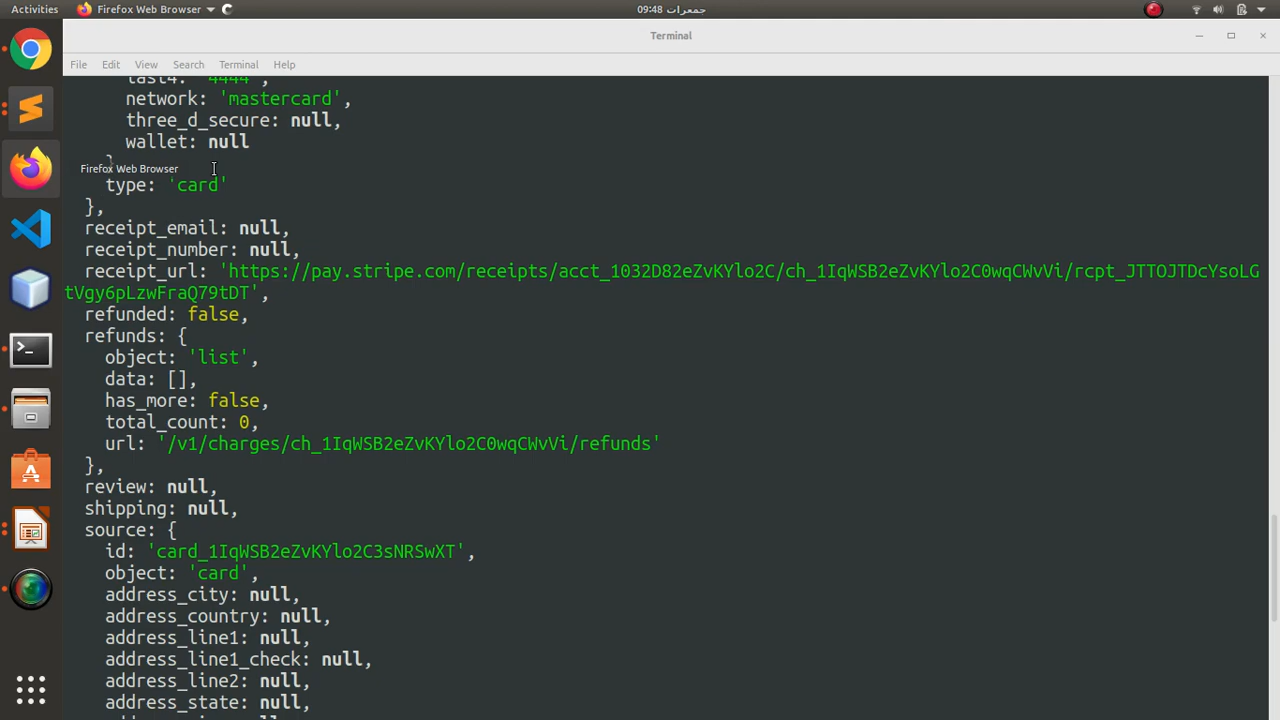 Activities
Firefox Web Browser
جمعرات 09:48
Terminal
File Edit View Search Terminal Help
last4: '4444',
network: 'mastercard',
three_d_secure: null,
wallet: null
}
Firefox Web Browser
type: 'card'
},
receipt_email: null,
receipt_number: null,
receipt_url: 'https://pay.stripe.com/receipts/acct_1032D82eZvKYlo2C/ch_1IqWSB2eZvKYlo2C0wqCWvVi/rcpt_JTTOJTDcYsoLG
tVgy6pLzwFraQ79tDT',
refunded: false,
refunds: {
object: 'list',
data: [],
has_more: false,
total_count: 0,
url: '/v1/charges/ch_1IqWSB2eZvKYlo2C0wqCWvVi/refunds'
},
review: null,
shipping: null,
source: {
id: 'card_1IqWSB2eZvKYlo2C3sNRSwXT',
object: 'card',
address_city: null,
address_country: null,
address_line1: null,
address_line1_check: null,
address_line2: null,
address_state: null,